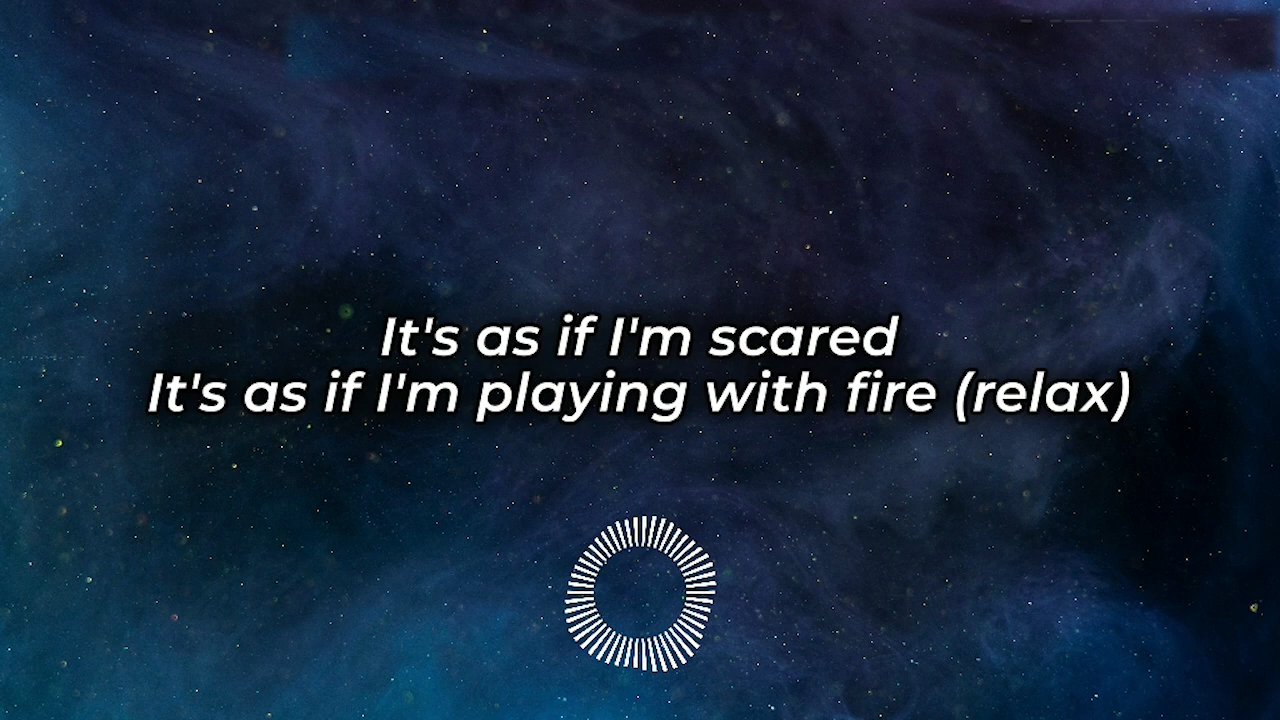 It's as if I'm scared
It's as if I'm playing with fire (relax)